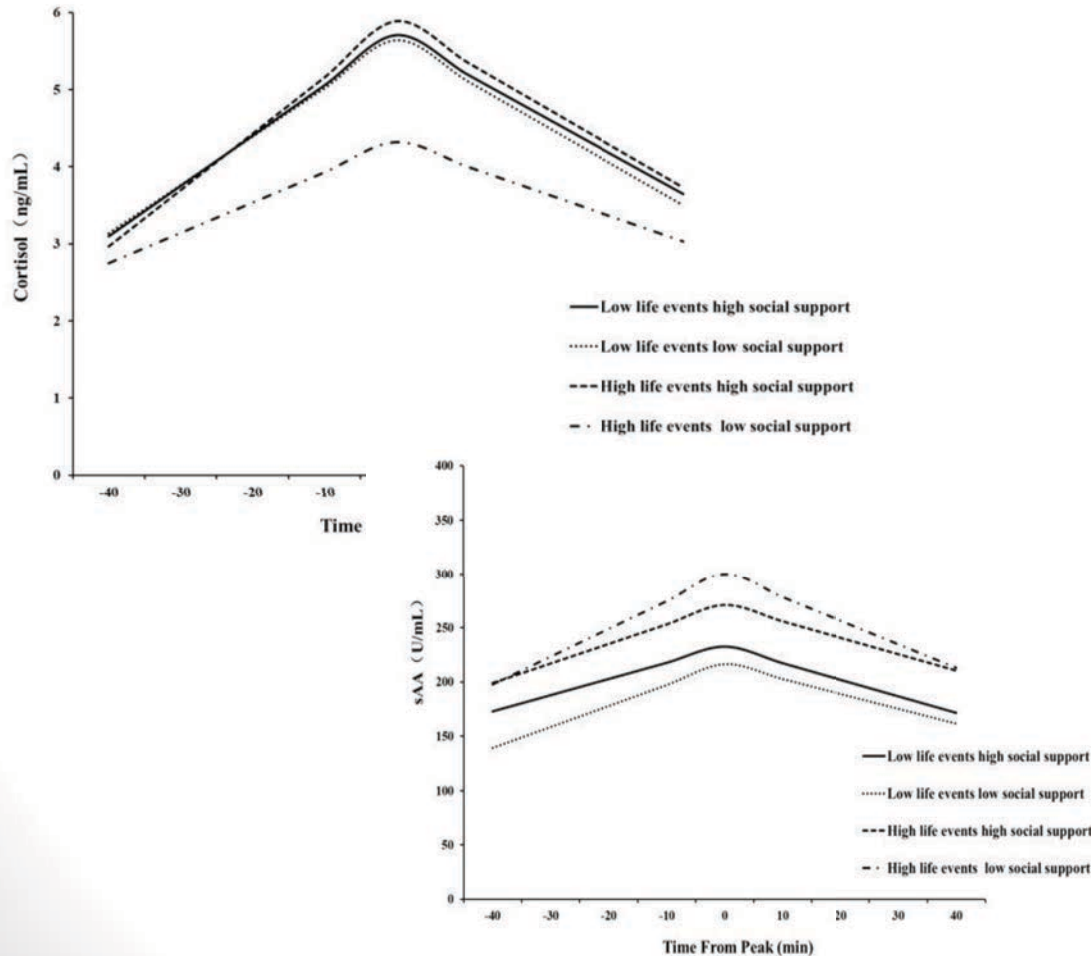 6
5
4
3
2
1
0
Cortisol（ng/mL）
-40 -30 -20 -10
Time
Low life events high social support
Low life events low social support
High life events high social support
High life events low social support
400
350
300
250
200
150
100
50
0
sAA（U/mL）
-40 -30 -20 -10 0 10 20 30 40
Time From Peak (min)
Low life events high social support
Low life events low social support
High life events high social support
High life events low social support